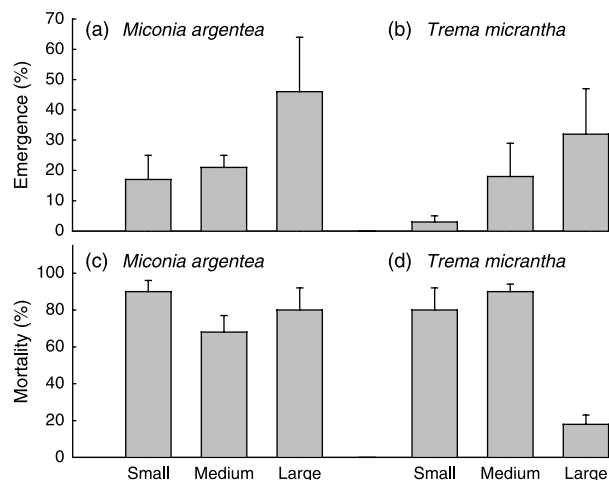 70
60
50
40
30
20
10
0
Emergence (%)
(a) Miconia argentea
(b) Trema micrantha
100
80
60
40
20
0
Mortality (%)
(c) Miconia argentea
(d) Trema micrantha
Small Medium Large Small Medium Large